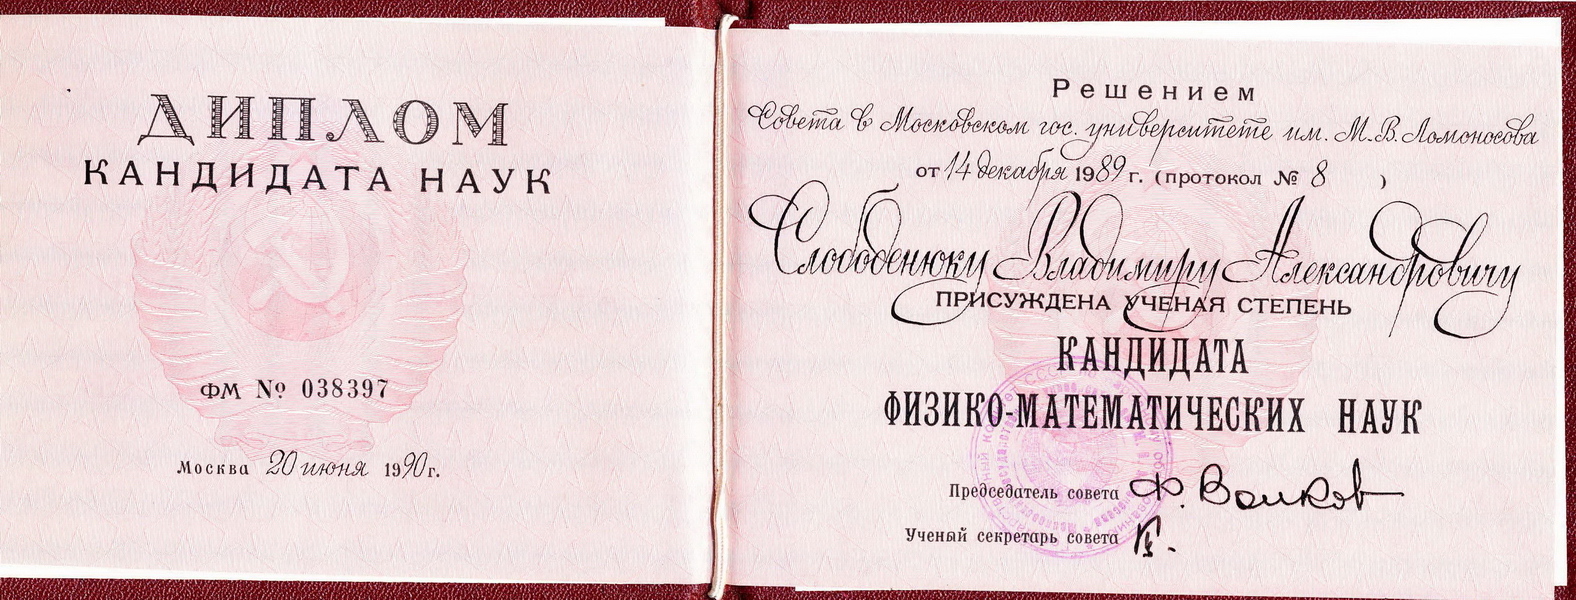 ДИПЛОМ
КАНДИДАТА НАУК
ФМ № 038397
Москва 20 июня 1990 г.
Решением
Совета в Московском гос. университете им. М.В. Ломоносова
от 14 декабря 1989 г. (протокол № 8 )
Слободенюку Владимиру Александровичу
ПРИСУЖДЕНА УЧЕНАЯ СТЕПЕНЬ
КАНДИДАТА
ФИЗИКО-МАТЕМАТИЧЕСКИХ НАУК
Председатель совета Ф. Волков
Ученый секретарь совета